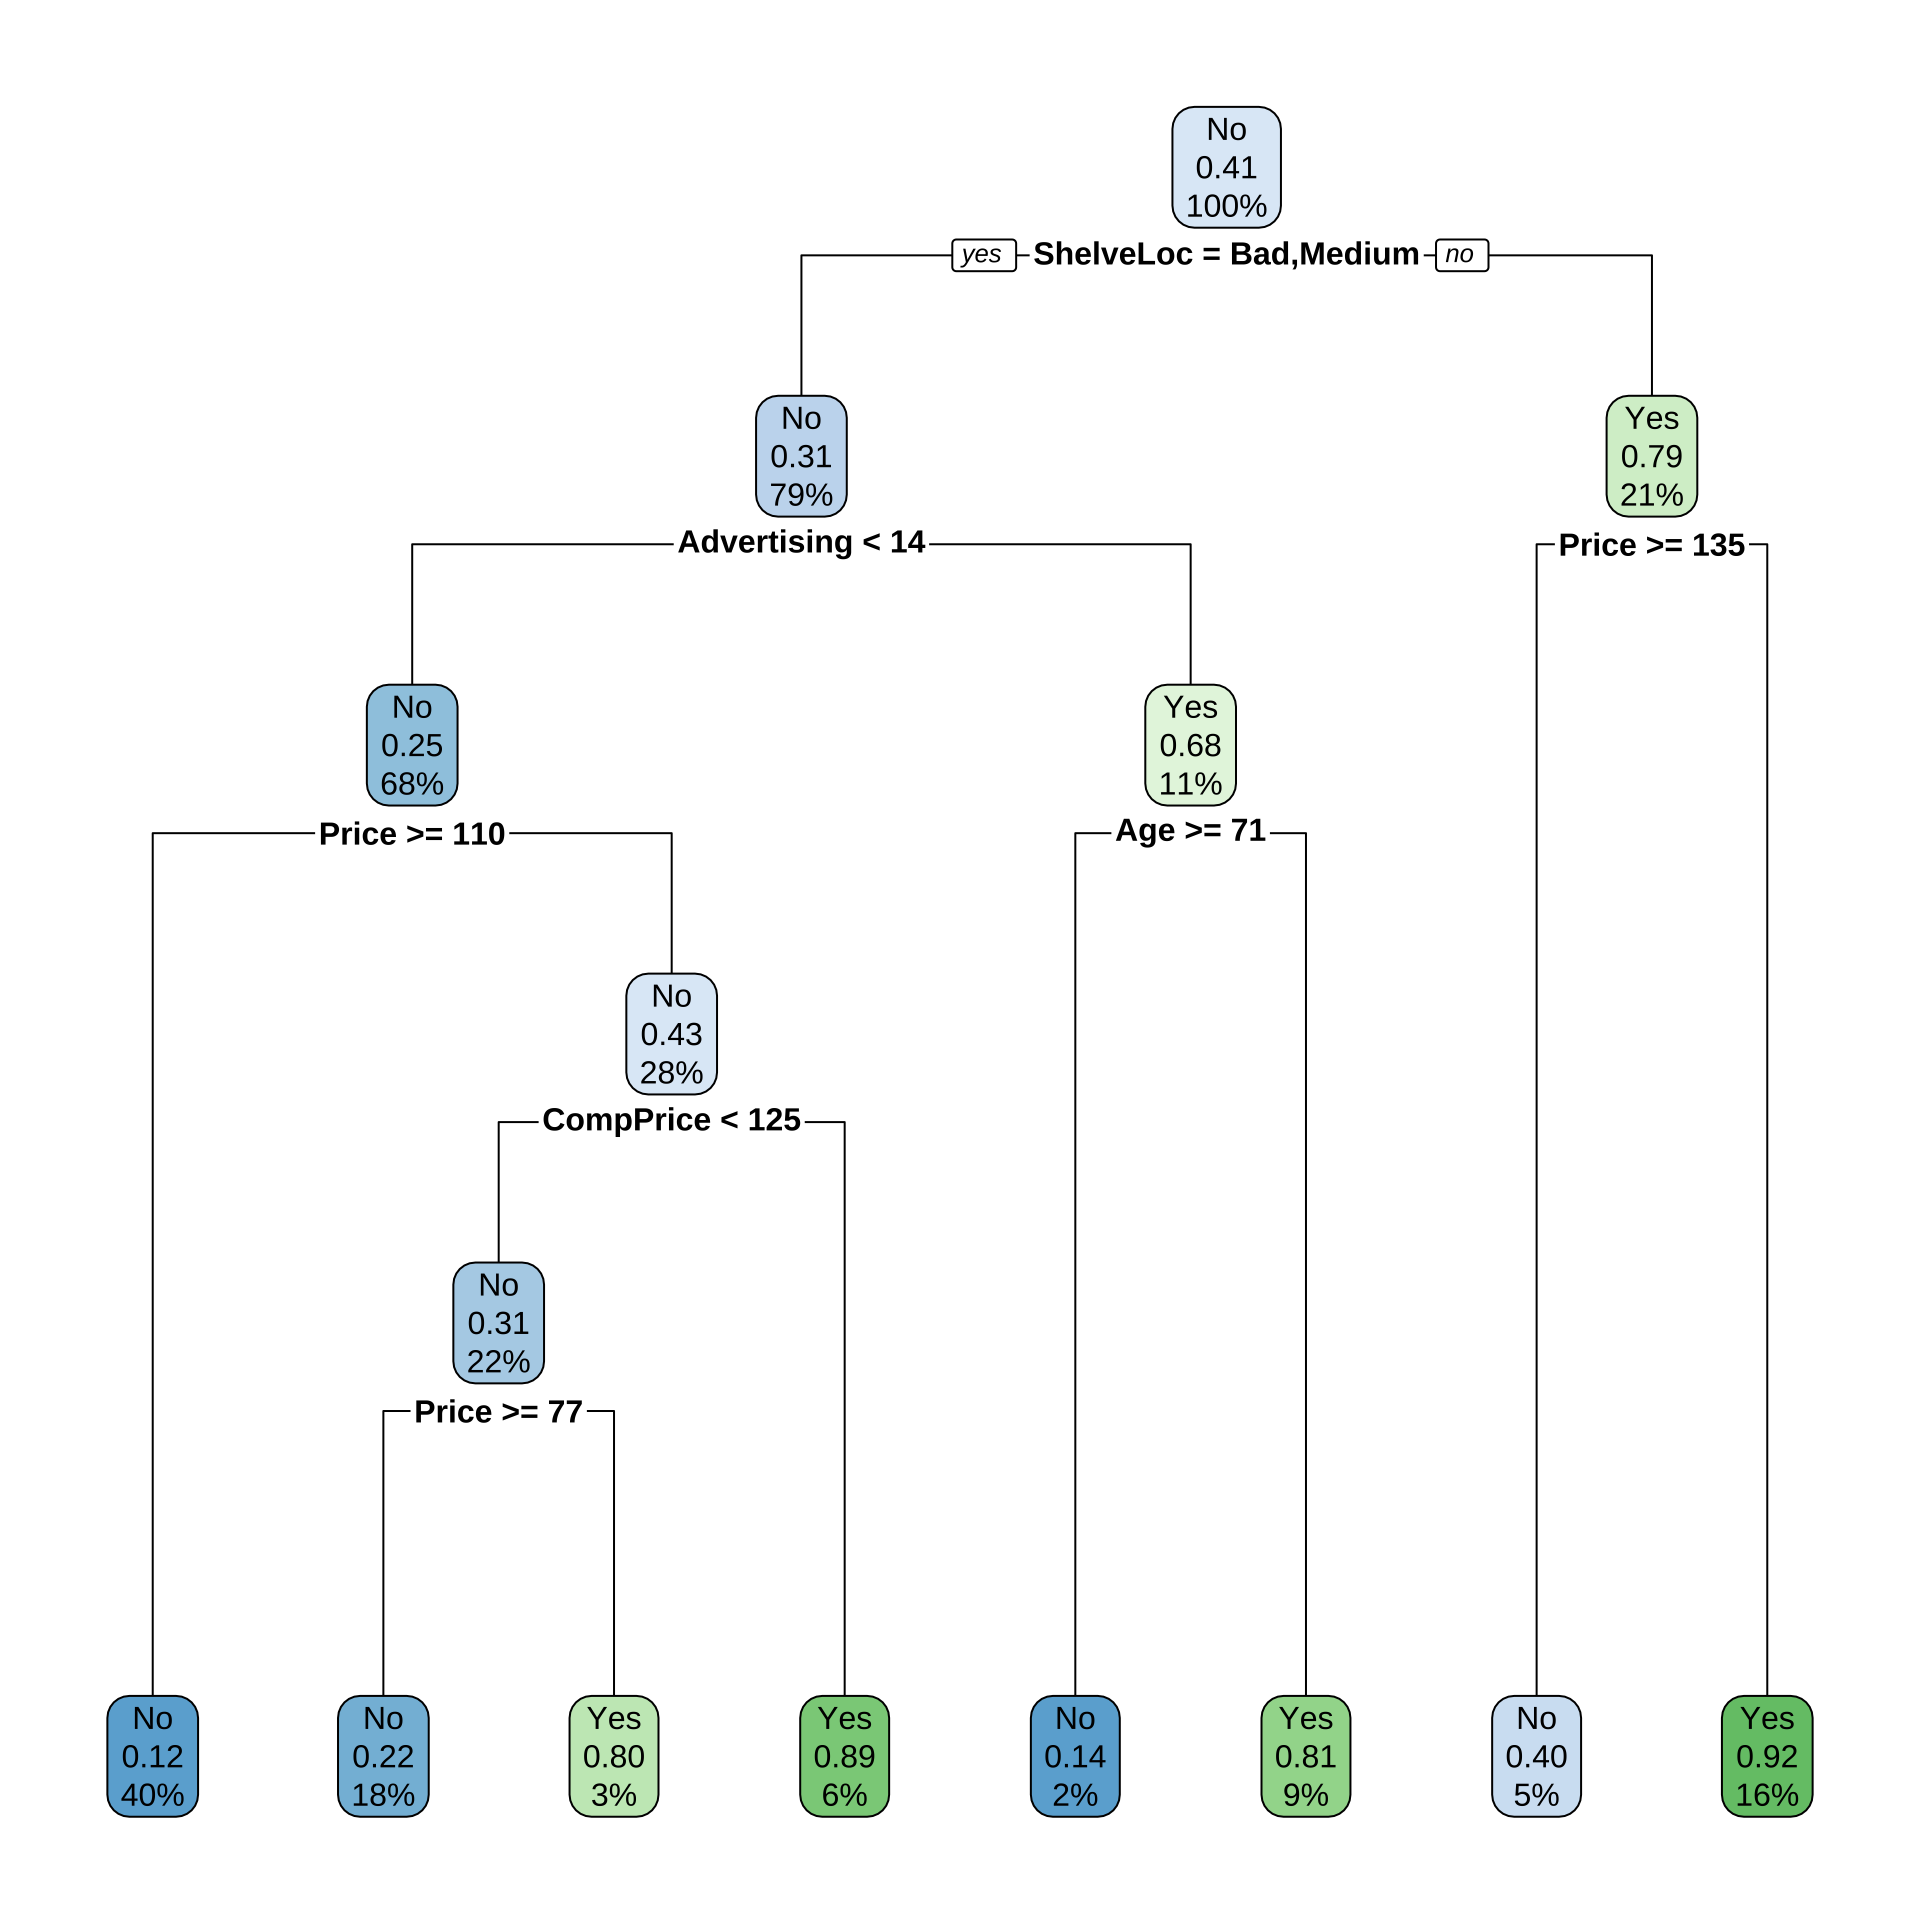 No
0.41
100%
yes ShelveLoc = Bad,Medium no
No
0.31
79%
Yes
0.79
21%
Advertising < 14
Price >= 135
No
0.25
68%
Yes
0.68
11%
Price >= 110
Age >= 71
No
0.43
28%
CompPrice < 125
No
0.31
22%
Price >= 77
No
0.12
40%
No
0.22
18%
Yes
0.80
3%
Yes
0.89
6%
No
0.14
2%
Yes
0.81
9%
No
0.40
5%
Yes
0.92
16%